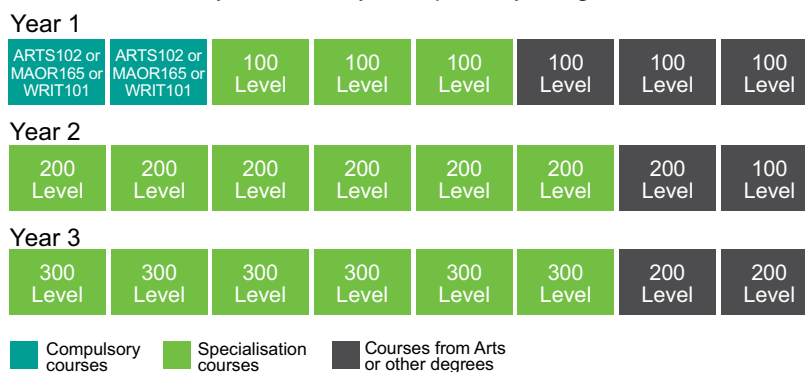 Year 1
ARTS102 or ARTS102 or 100 100 100 100 100 100
MAOR165 or MAOR165 or Level Level Level Level Level Level
WRIT101 WRIT101
Year 2
200 200 200 200 200 200 200 100
Level Level Level Level Level Level Level Level
Year 3
300 300 300 300 300 300 200 200
Level Level Level Level Level Level Level Level
Compulsory Specialisation Courses from Arts
courses courses or other degrees